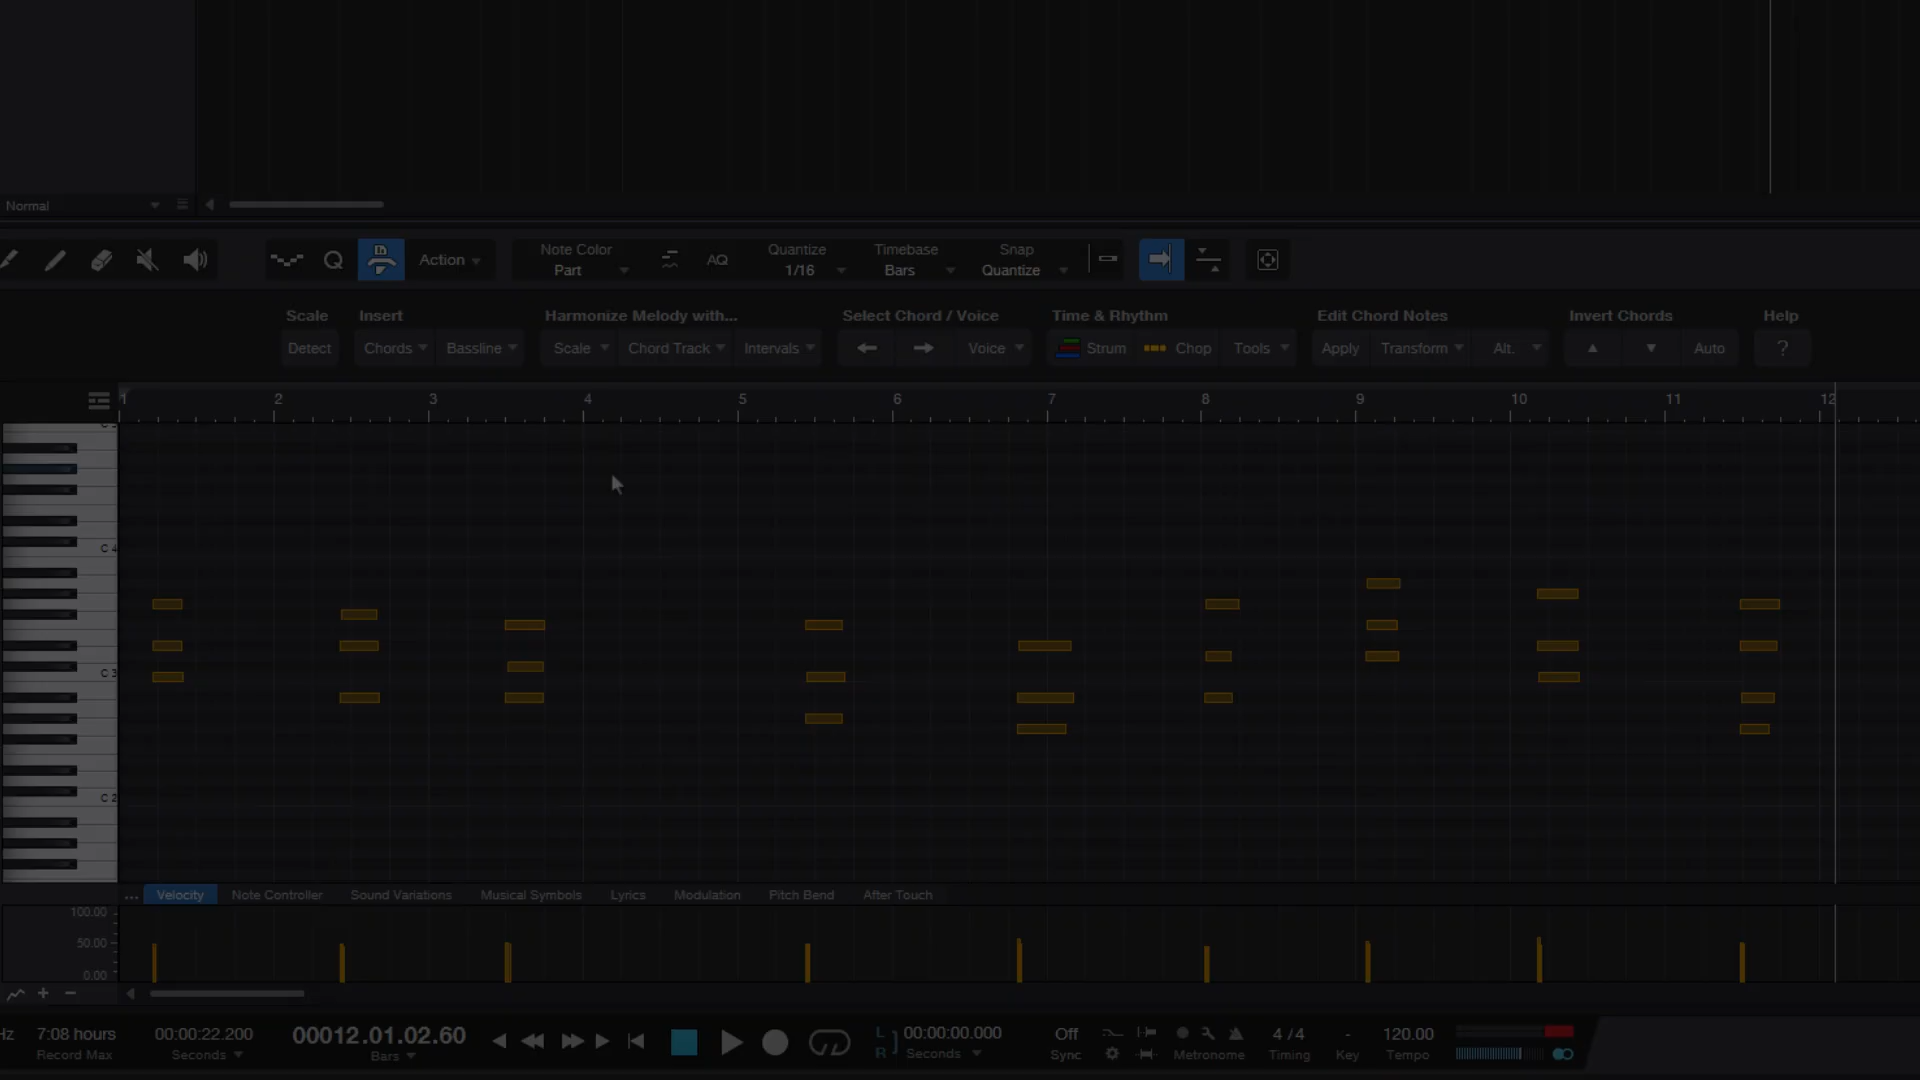 Normal
Action
Note Color
Part
AQ
Quantize
1/16
Timebase
Bars
Snap
Quantize
Scale
Detect
Insert
Chords
Bassline
Harmonize Melody with...
Scale
Chord Track
Intervals
Select Chord / Voice
Voice
Time & Rhythm
Strum
Chop
Tools
Edit Chord Notes
Apply
Transform
Alt.
Invert Chords
Auto
Help
?
1 2 3 4 5 6 7 8 9 10 11 12
C 4
C 3
C 2
... Velocity Note Controller Sound Variations Musical Symbols Lyrics Modulation Pitch Bend After Touch
100.00
50.00
0.00
Hz
7:08 hours
Record Max
00:00:22.200
Seconds
00012.01.02.60
Bars
L
R
00:00:00.000
Seconds
Off
Sync
Metronome
4 / 4
Timing
-
Key
120.00
Tempo